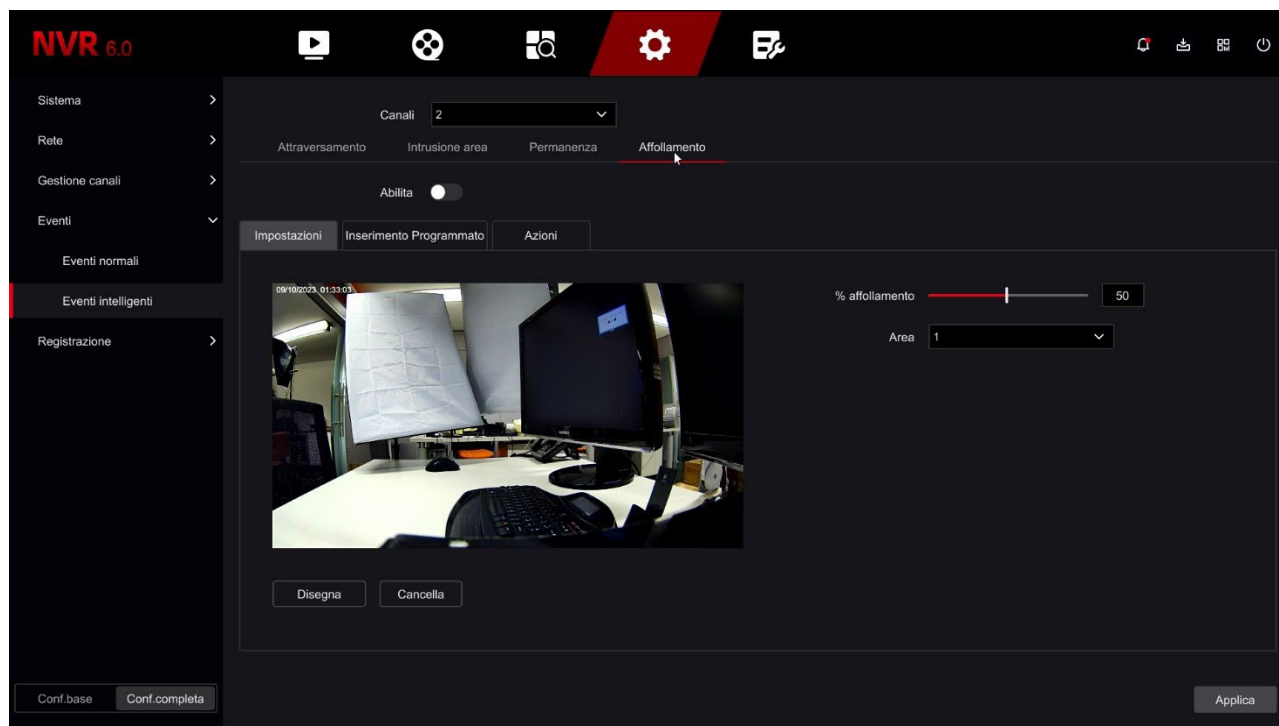 NVR 6.0
Sistema
Rete
Gestione canali
Eventi
Eventi normali
Eventi intelligenti
Registrazione
Conf.base Conf.completa
Canali 2
Attraversamento Intrusione area Permanenza Affollamento
Abilita
Impostazioni Inserimento Programmato Azioni
09/10/2023 01:33:03
% affollamento 50
Area 1
Disegna Cancella
Applica